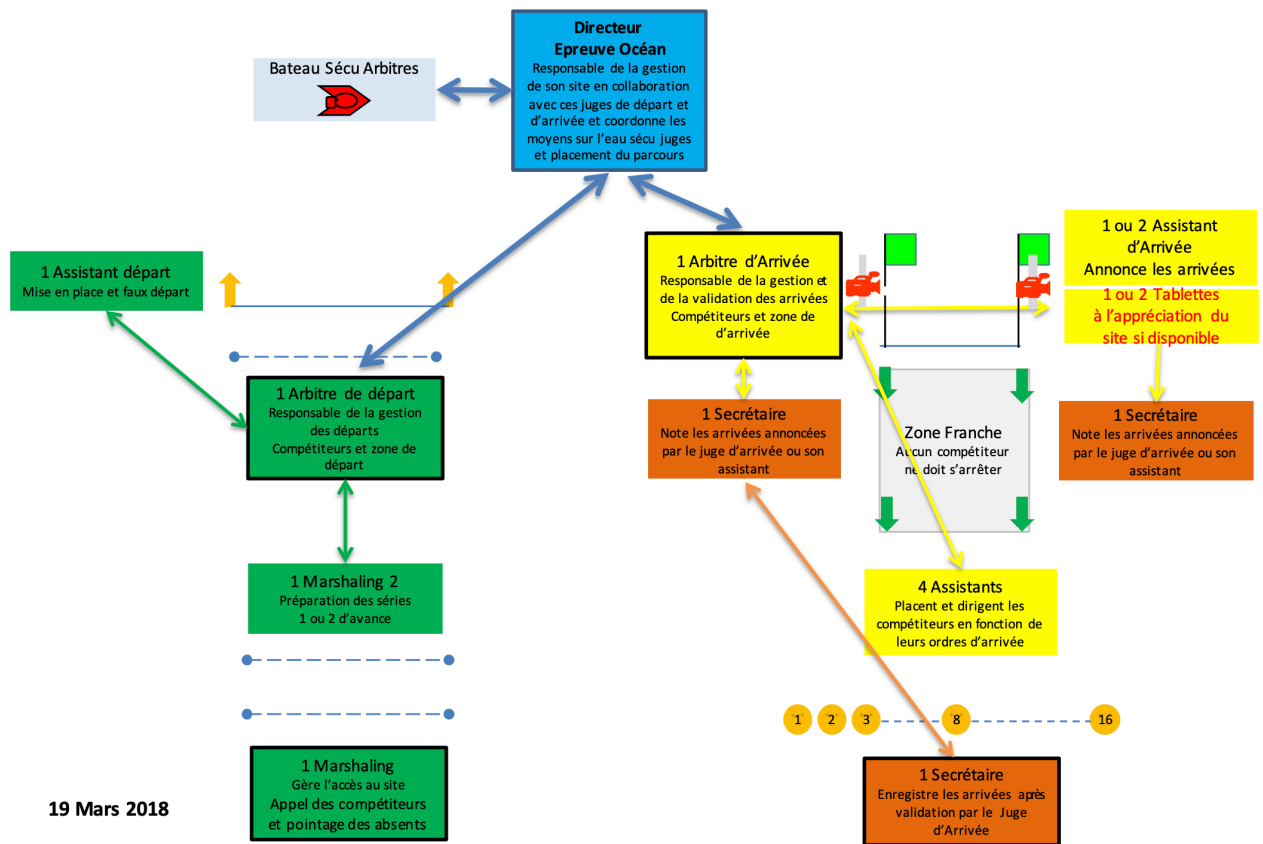 Directeur
Epreuve Océan
Responsable de la gestion
de son site en collaboration
avec ces juges de départ et
d'arrivée et coordonne les
moyens sur l'eau sécu juges
et placement du parcours
Bateau Sécu Arbitres
1 Assistant départ
Mise en place et faux départ
1 Arbitre d'Arrivée
Responsable de la gestion et
de la validation des arrivées
Compétiteurs et zone de
d'arrivée
1 ou 2 Assistant
d'Arrivée
Annonce les arrivées
1 ou 2 Tablettes
à l'appréciation du
site si disponible
1 Arbitre de départ
Responsable de la gestion
des départs
Compétiteurs et zone de
départ
1 Secrétaire
Note les arrivées annoncées
par le juge d'arrivée ou son
assistant
Zone Franche
Aucun compétiteur
ne doit s'arrêter
1 Secrétaire
Note les arrivées annoncées
par le juge d'arrivée ou son
assistant
1 Marshaling 2
Préparation des séries
1 ou 2 d'avance
4 Assistants
Placent et dirigent les
compétiteurs en fonction de
leurs ordres d'arrivée
"1" "2" "3" "8" 16
1 Marshaling
Gère l'accès au site
Appel des compétiteurs
et pointage des absents
1 Secrétaire
Enregistre les arrivées après
validation par le Juge
d'Arrivée
19 Mars 2018